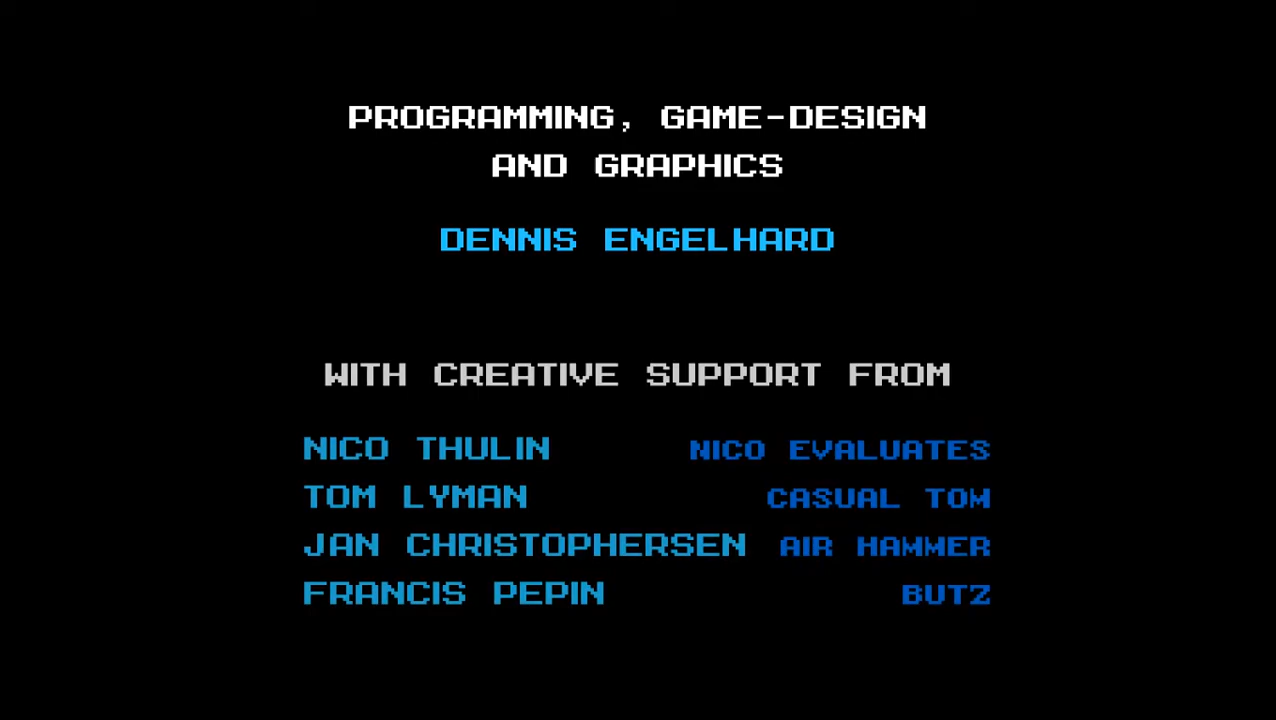 PROGRAMMING, GAME-DESIGN
AND GRAPHICS
DENNIS ENGELHARD
WITH CREATIVE SUPPORT FROM
NICO THULIN NICO EVALUATES
TOM LYMAN CASUAL TOM
JAN CHRISTOPHERSEN AIR HAMMER
FRANCIS PEPIN BUTZ